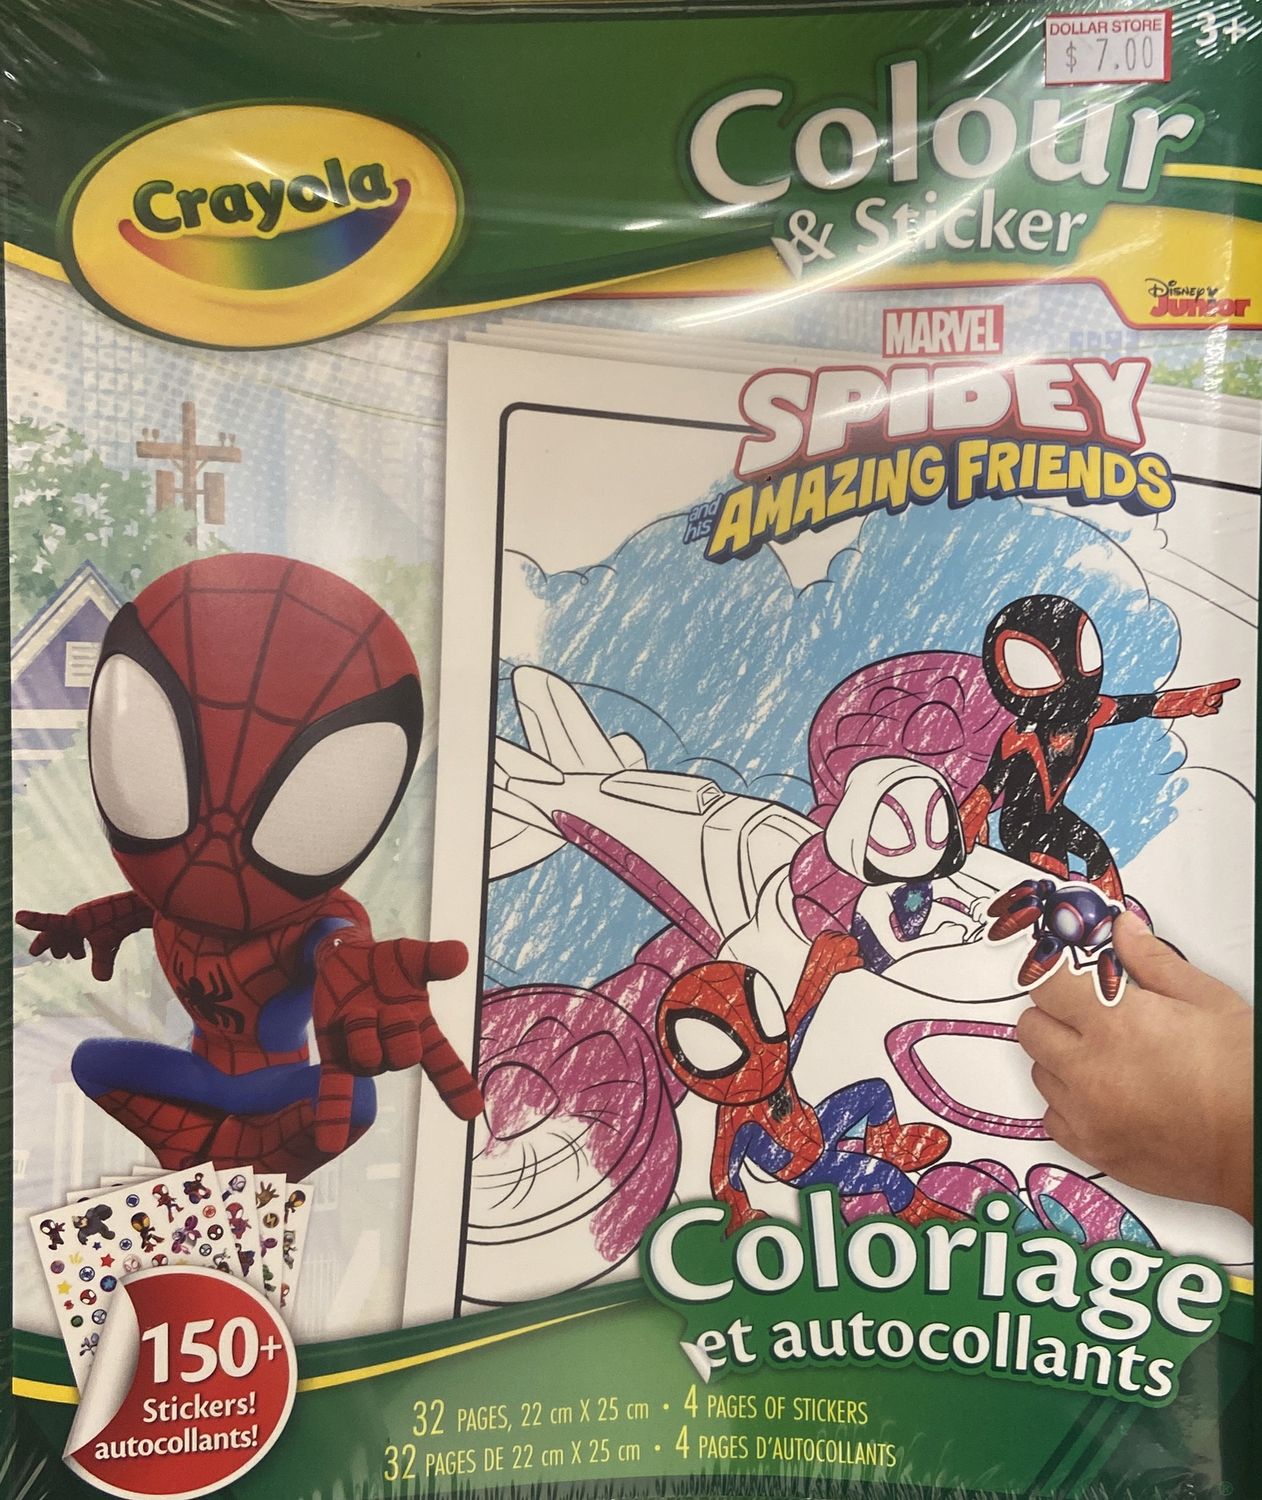 DOLLAR STORE
$ 7.00
3+
Crayola
Colour
& Sticker
Disney
Junior
MARVEL
SPIDEY
and his
AMAZING FRIENDS
Coloriage
et autocollants
150+
Stickers!
autocollants!
32 PAGES, 22 cm X 25 cm • 4 PAGES OF STICKERS
32 PAGES DE 22 cm X 25 cm • 4 PAGES D'AUTOCOLLANTS